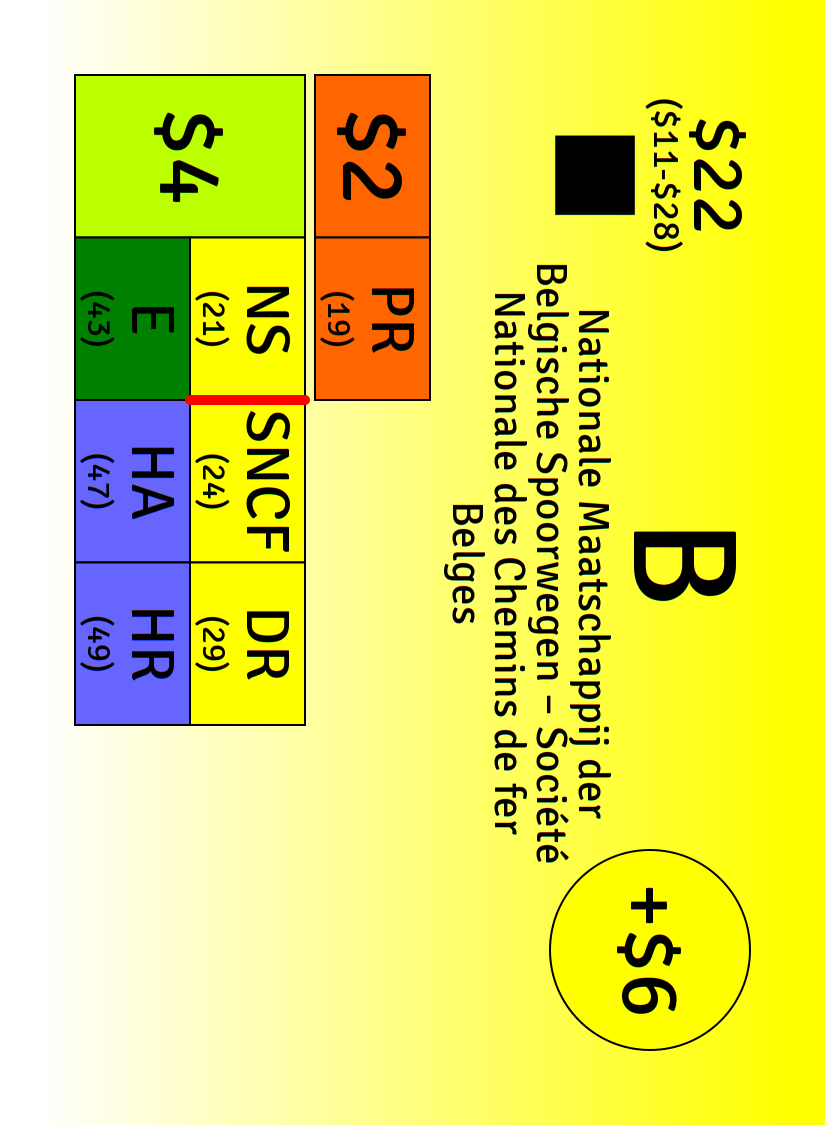 $22
($11-$28)
B
+$6
Nationale Maatschappij der
Belgische Spoorwegen – Société
Nationale des Chemins de fer
Belges
$2
PR
(19)
$4
NS
(21)
SNCF
(24)
DR
(29)
E
(43)
HA
(47)
HR
(49)